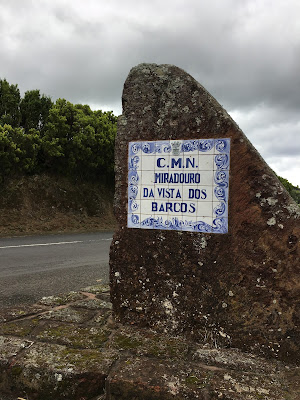 C.M.N.
MIRADOURO
DA VISTA DOS
BARCOS